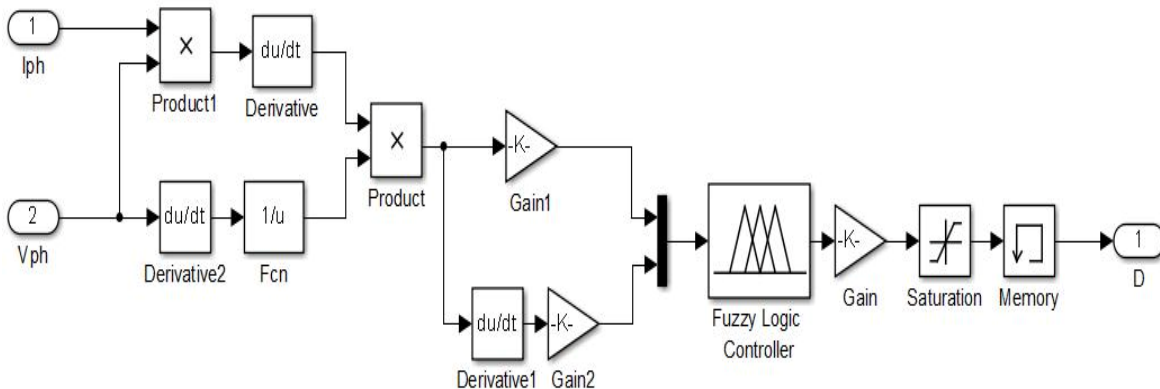 1
Iph
×
Product1
du/dt
Derivative
2
Vph
du/dt
Derivative2
1/u
Fcn
×
Product
-K-
Gain1
du/dt
Derivative1
-K-
Gain2
Fuzzy Logic
Controller
-K-
Gain
Saturation
Memory
1
D